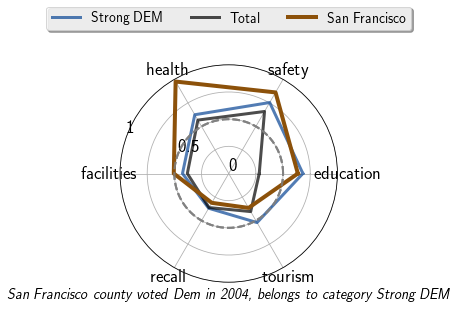 Strong DEM Total San Francisco
health safety
1
0.5
0
facilities education
recall tourism
San Francisco county voted Dem in 2004, belongs to category Strong DEM